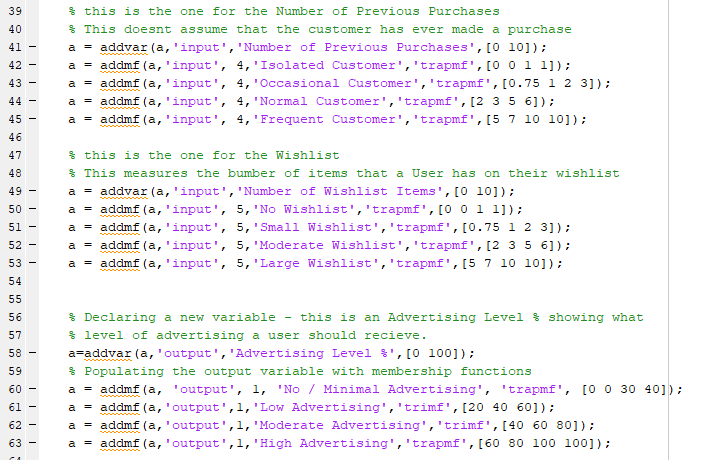 39 % this is the one for the Number of Previous Purchases
40 % This doesnt assume that the customer has ever made a purchase
41 - a = addvar(a,'input','Number of Previous Purchases',[0 10]);
42 - a = addmf(a,'input', 4,'Isolated Customer','trapmf',[0 0 1 1]);
43 - a = addmf(a,'input', 4,'Occasional Customer','trapmf',[0.75 1 2 3]);
44 - a = addmf(a,'input', 4,'Normal Customer','trapmf',[2 3 5 6]);
45 - a = addmf(a,'input', 4,'Frequent Customer','trapmf',[5 7 10 10]);
46
47 % this is the one for the Wishlist
48 % This measures the bumber of items that a User has on their wishlist
49 - a = addvar(a,'input','Number of Wishlist Items',[0 10]);
50 - a = addmf(a,'input', 5,'No Wishlist','trapmf',[0 0 1 1]);
51 - a = addmf(a,'input', 5,'Small Wishlist','trapmf',[0.75 1 2 3]);
52 - a = addmf(a,'input', 5,'Moderate Wishlist','trapmf',[2 3 5 6]);
53 - a = addmf(a,'input', 5,'Large Wishlist','trapmf',[5 7 10 10]);
54
55
56 % Declaring a new variable - this is an Advertising Level % showing what
57 % level of advertising a user should recieve.
58 - a=addvar(a,'output','Advertising Level %',[0 100]);
59 % Populating the output variable with membership functions
60 - a = addmf(a, 'output', 1, 'No / Minimal Advertising', 'trapmf', [0 0 30 40]);
61 - a = addmf(a,'output',1,'Low Advertising','trimf',[20 40 60]);
62 - a = addmf(a,'output',1,'Moderate Advertising','trimf',[40 60 80]);
63 - a = addmf(a,'output',1,'High Advertising','trapmf',[60 80 100 100]);